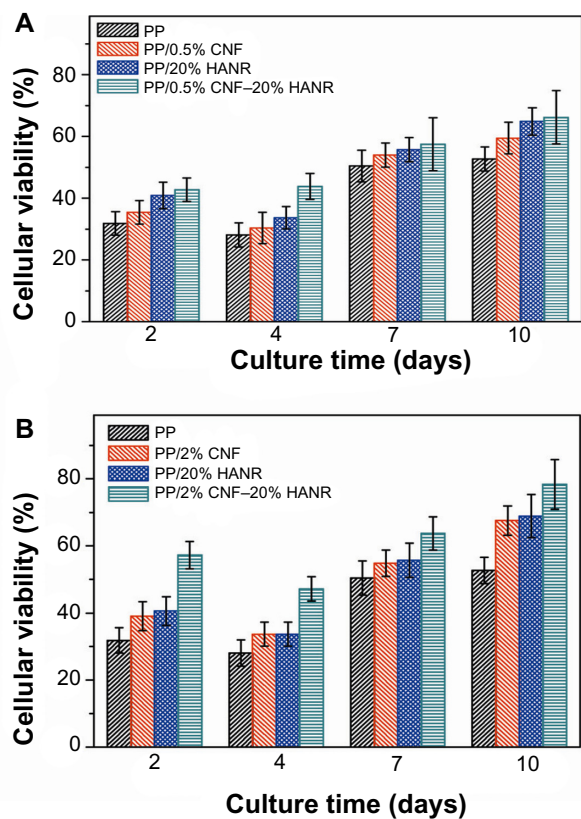 A
PP
PP/0.5% CNF
PP/20% HANR
PP/0.5% CNF–20% HANR
Cellular viability (%)
80
60
40
20
0
2 4 7 10
Culture time (days)
B
PP
PP/2% CNF
PP/20% HANR
PP/2% CNF–20% HANR
Cellular viability (%)
80
60
40
20
0
2 4 7 10
Culture time (days)